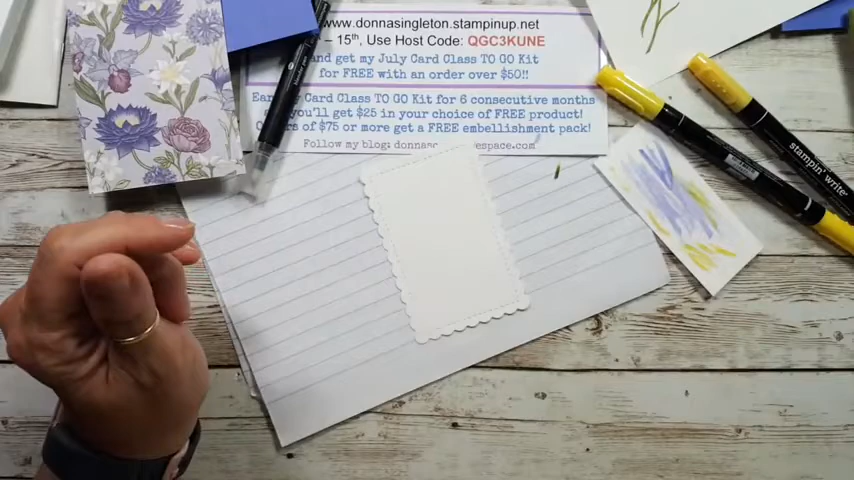 www.donnasingleton.stampinup.net
– 15th, Use Host Code: QGC3KUNE
and get my July Card Class TO GO Kit
for FREE with an order over $50!!
Card Class TO GO Kit for 6 consecutive months
you'll get $25 in your choice of FREE product!
of $75 or more get a FREE embellishment pack!
Follow my blog:
stampin' write